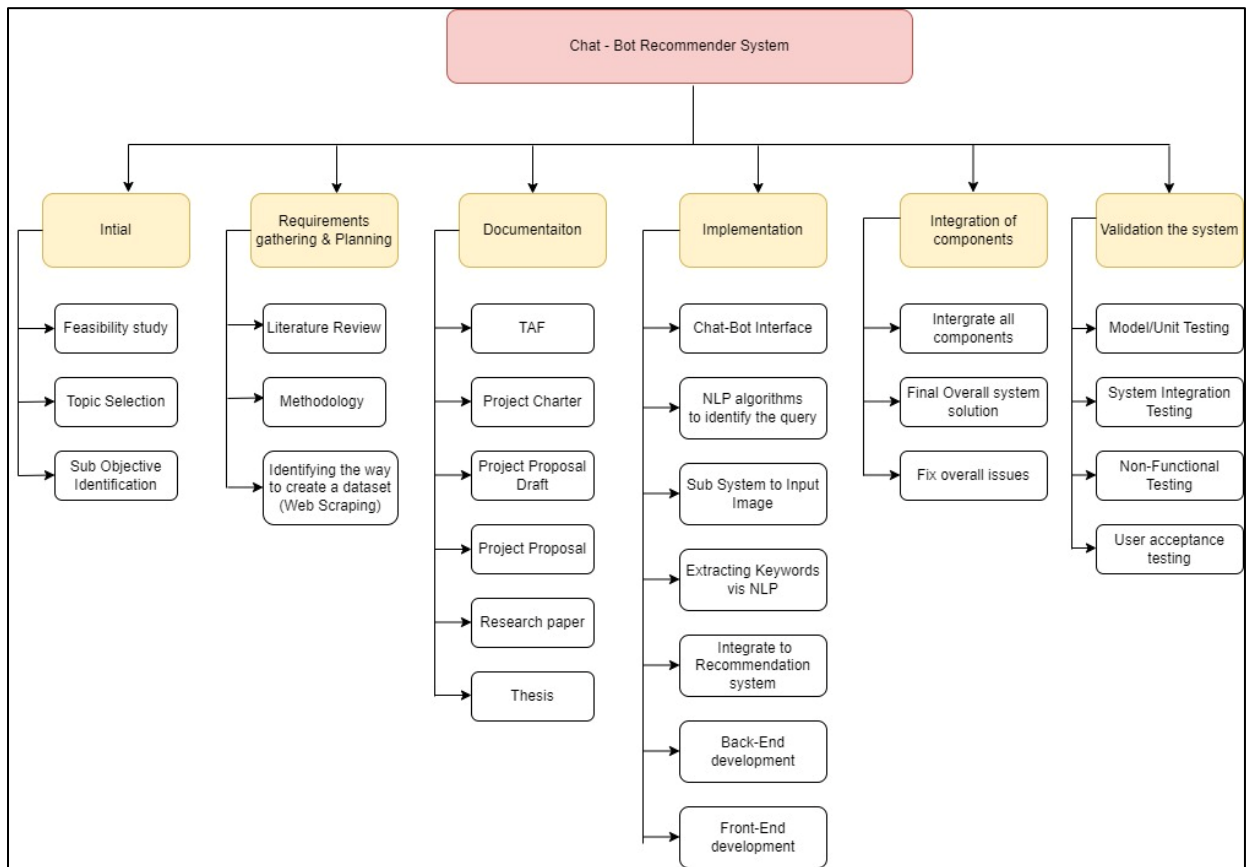 Chat - Bot Recommender System
Intial
Feasibility study
Topic Selection
Sub Objective
Identification
Requirements
gathering & Planning
Literature Review
Methodology
Identifying the way
to create a dataset
(Web Scraping)
Documentaiton
TAF
Project Charter
Project Proposal
Draft
Project Proposal
Research paper
Thesis
Implementation
Chat-Bot Interface
NLP algorithms
to identify the query
Sub System to Input
Image
Extracting Keywords
vis NLP
Integrate to
Recommendation
system
Back-End
development
Front-End
development
Integration of
components
Intergrate all
components
Final Overall system
solution
Fix overall issues
Validation the system
Model/Unit Testing
System Integration
Testing
Non-Functional
Testing
User acceptance
testing